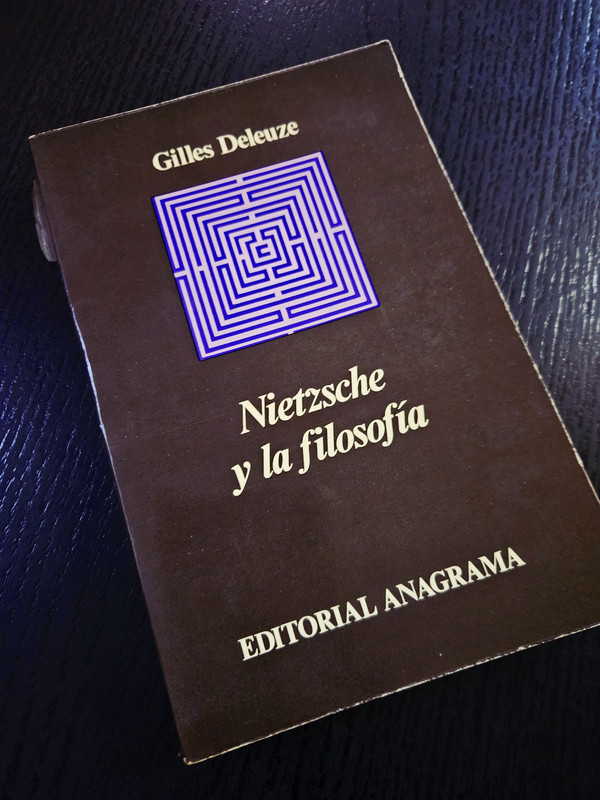 Gilles Deleuze
Nietzsche
y la filosofía
EDITORIAL ANAGRAMA